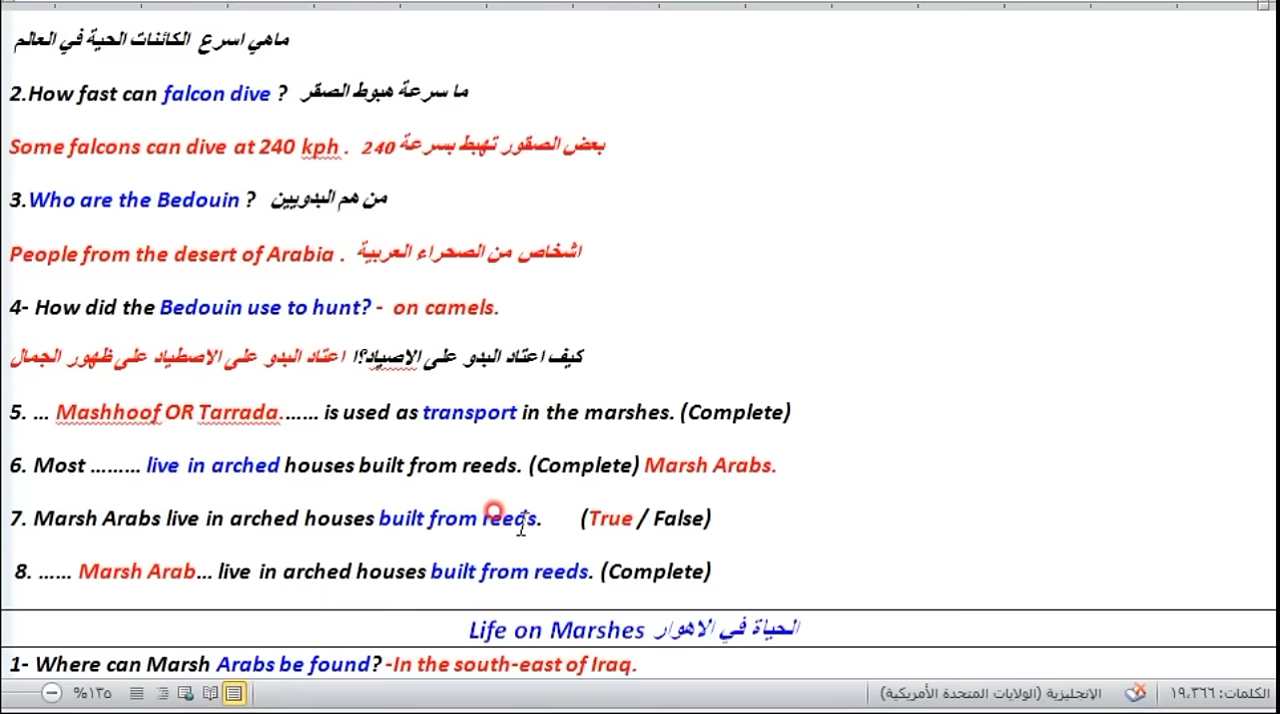 ماهي اسرع الكائنات الحية في العالم
2.How fast can falcon dive ? ما سرعة هبوط الصقر
Some falcons can dive at 240 kph . بعض الصقور تهبط بسرعة 240
3.Who are the Bedouin ? من هم البدويين
People from the desert of Arabia . اشخاص من الصحراء العربية
4- How did the Bedouin use to hunt? - on camels.
كيف اعتاد البدو على الاصياد؟ا اعتاد البدو على الاصطياد على ظهور الجمال
5. ... Mashhoof OR Tarrada....... is used as transport in the marshes. (Complete)
6. Most ......... live in arched houses built from reeds. (Complete) Marsh Arabs.
7. Marsh Arabs live in arched houses built from reeds. (True / False)
8. ...... Marsh Arab... live in arched houses built from reeds. (Complete)
Life on Marshes الحياة في الاهوار
1- Where can Marsh Arabs be found? -In the south-east of Iraq.
%١٣٥ الإنجليزية (الولايات المتحدة الأمريكية) الكلمات: ١٩،٣٦٦